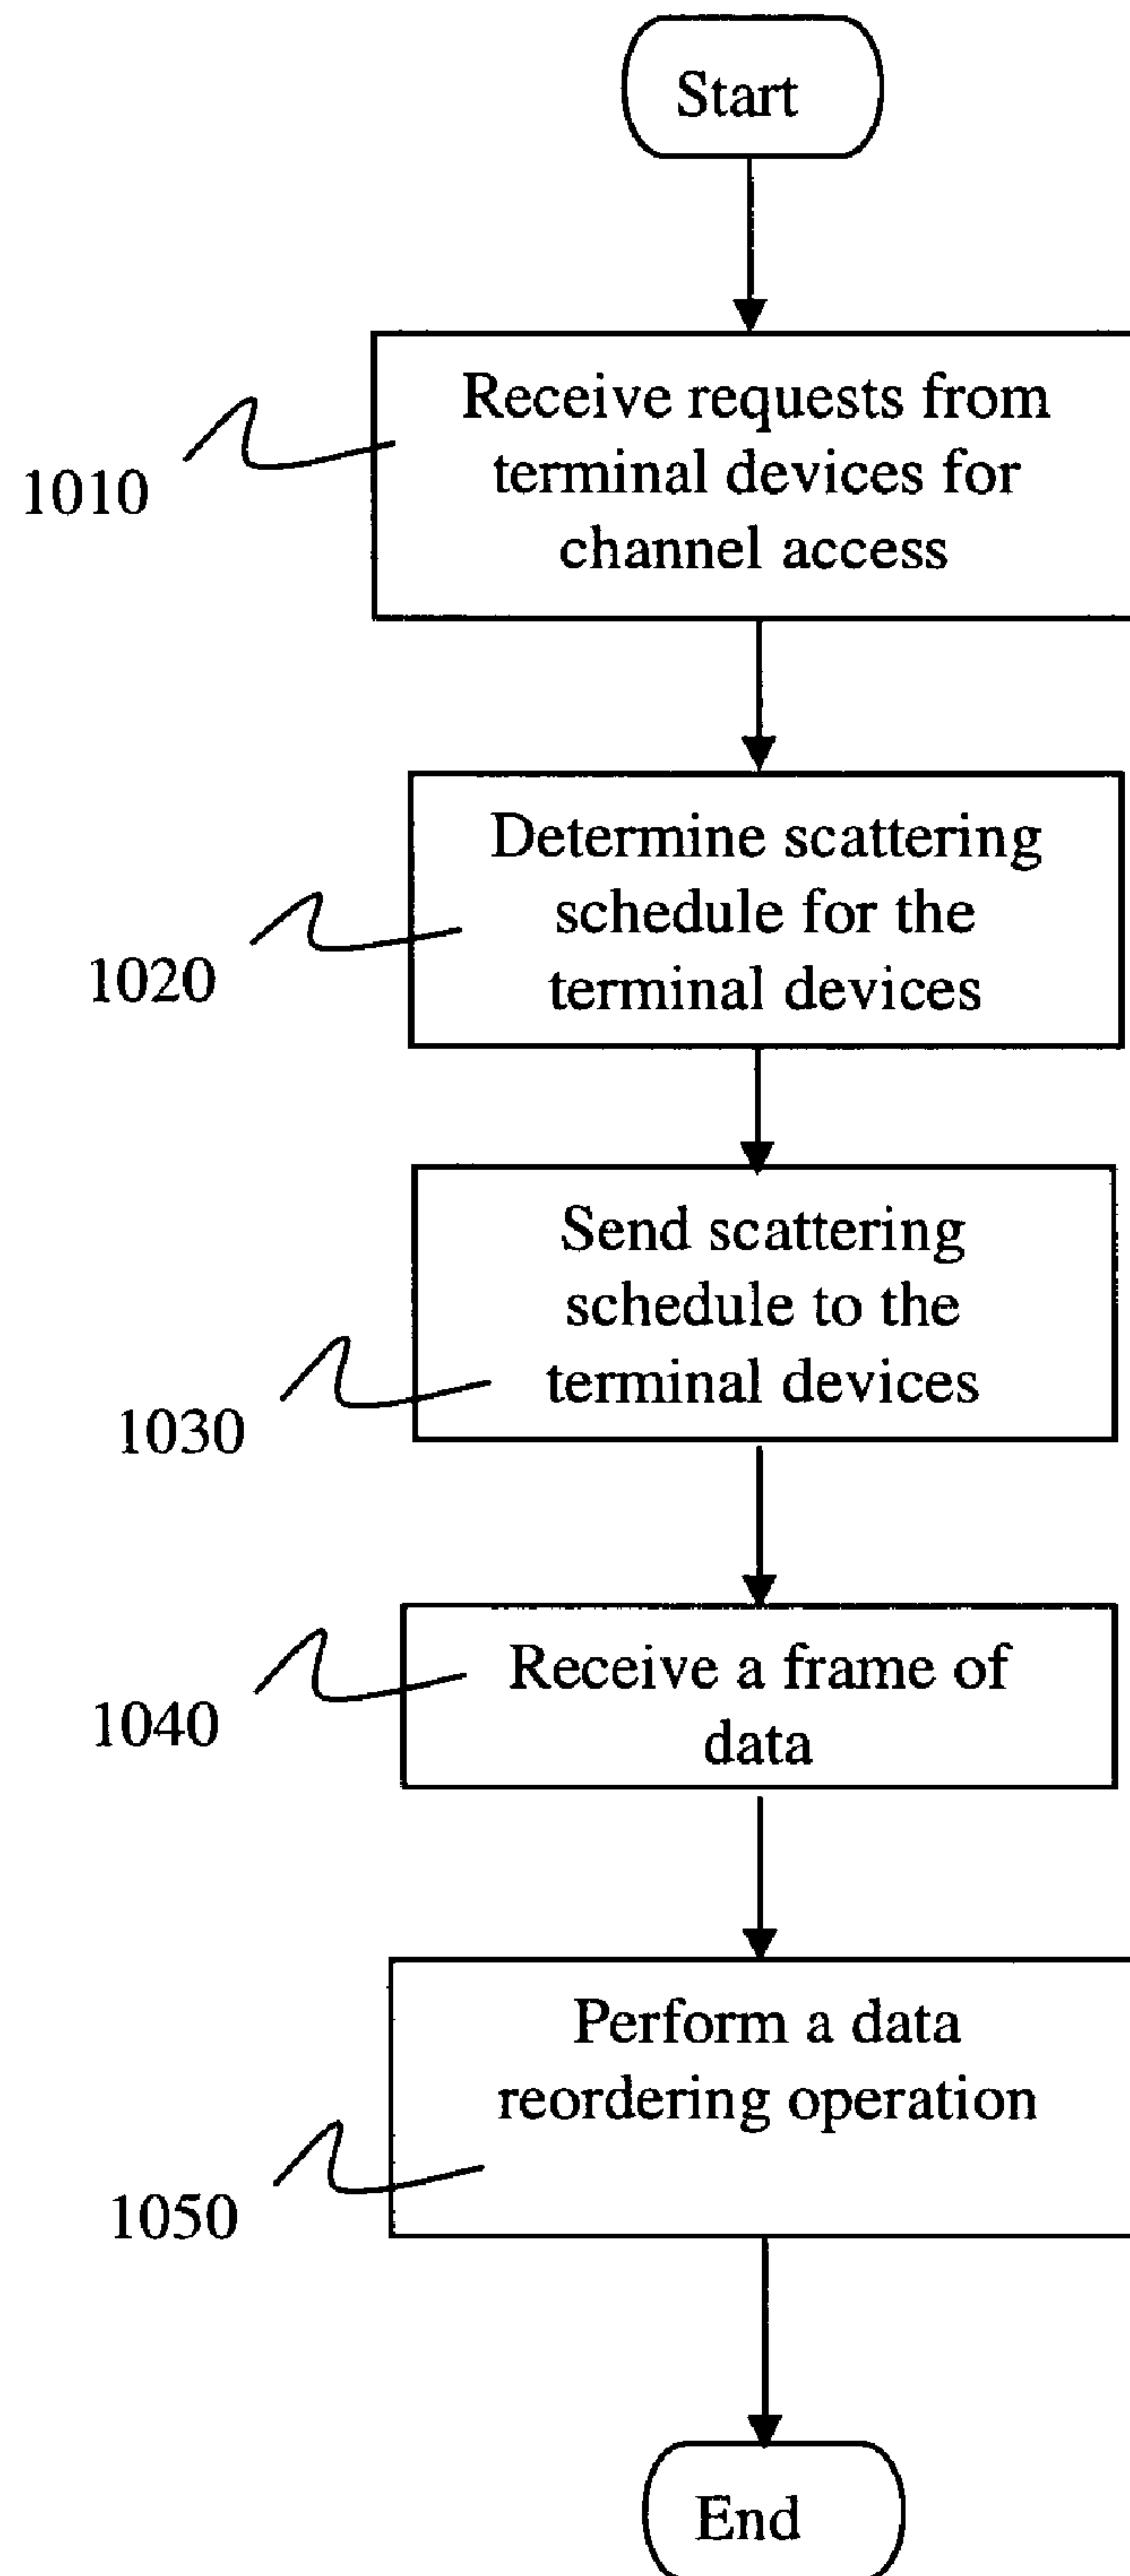 Start
Receive requests from
terminal devices for
channel access
1010
Determine scattering
schedule for the
terminal devices
1020
Send scattering
schedule to the
terminal devices
1030
Receive a frame of
data
1040
Perform a data
reordering operation
1050
End